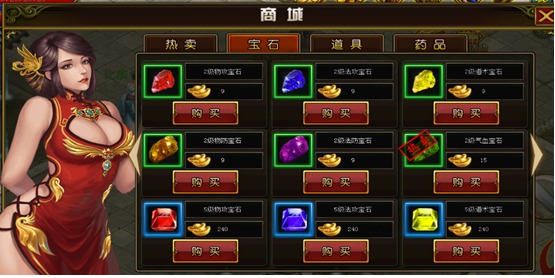 商城
热卖 宝石 道具 药品
2级物攻宝石 2级法攻宝石 2级道术宝石
9 9 9
购买 购买 购买
2级物防宝石 2级法防宝石 2级气血宝石
9 9 15
购买 购买 购买
5级物攻宝石 5级法攻宝石 5级道术宝石
240 240 240
购买 购买 购买